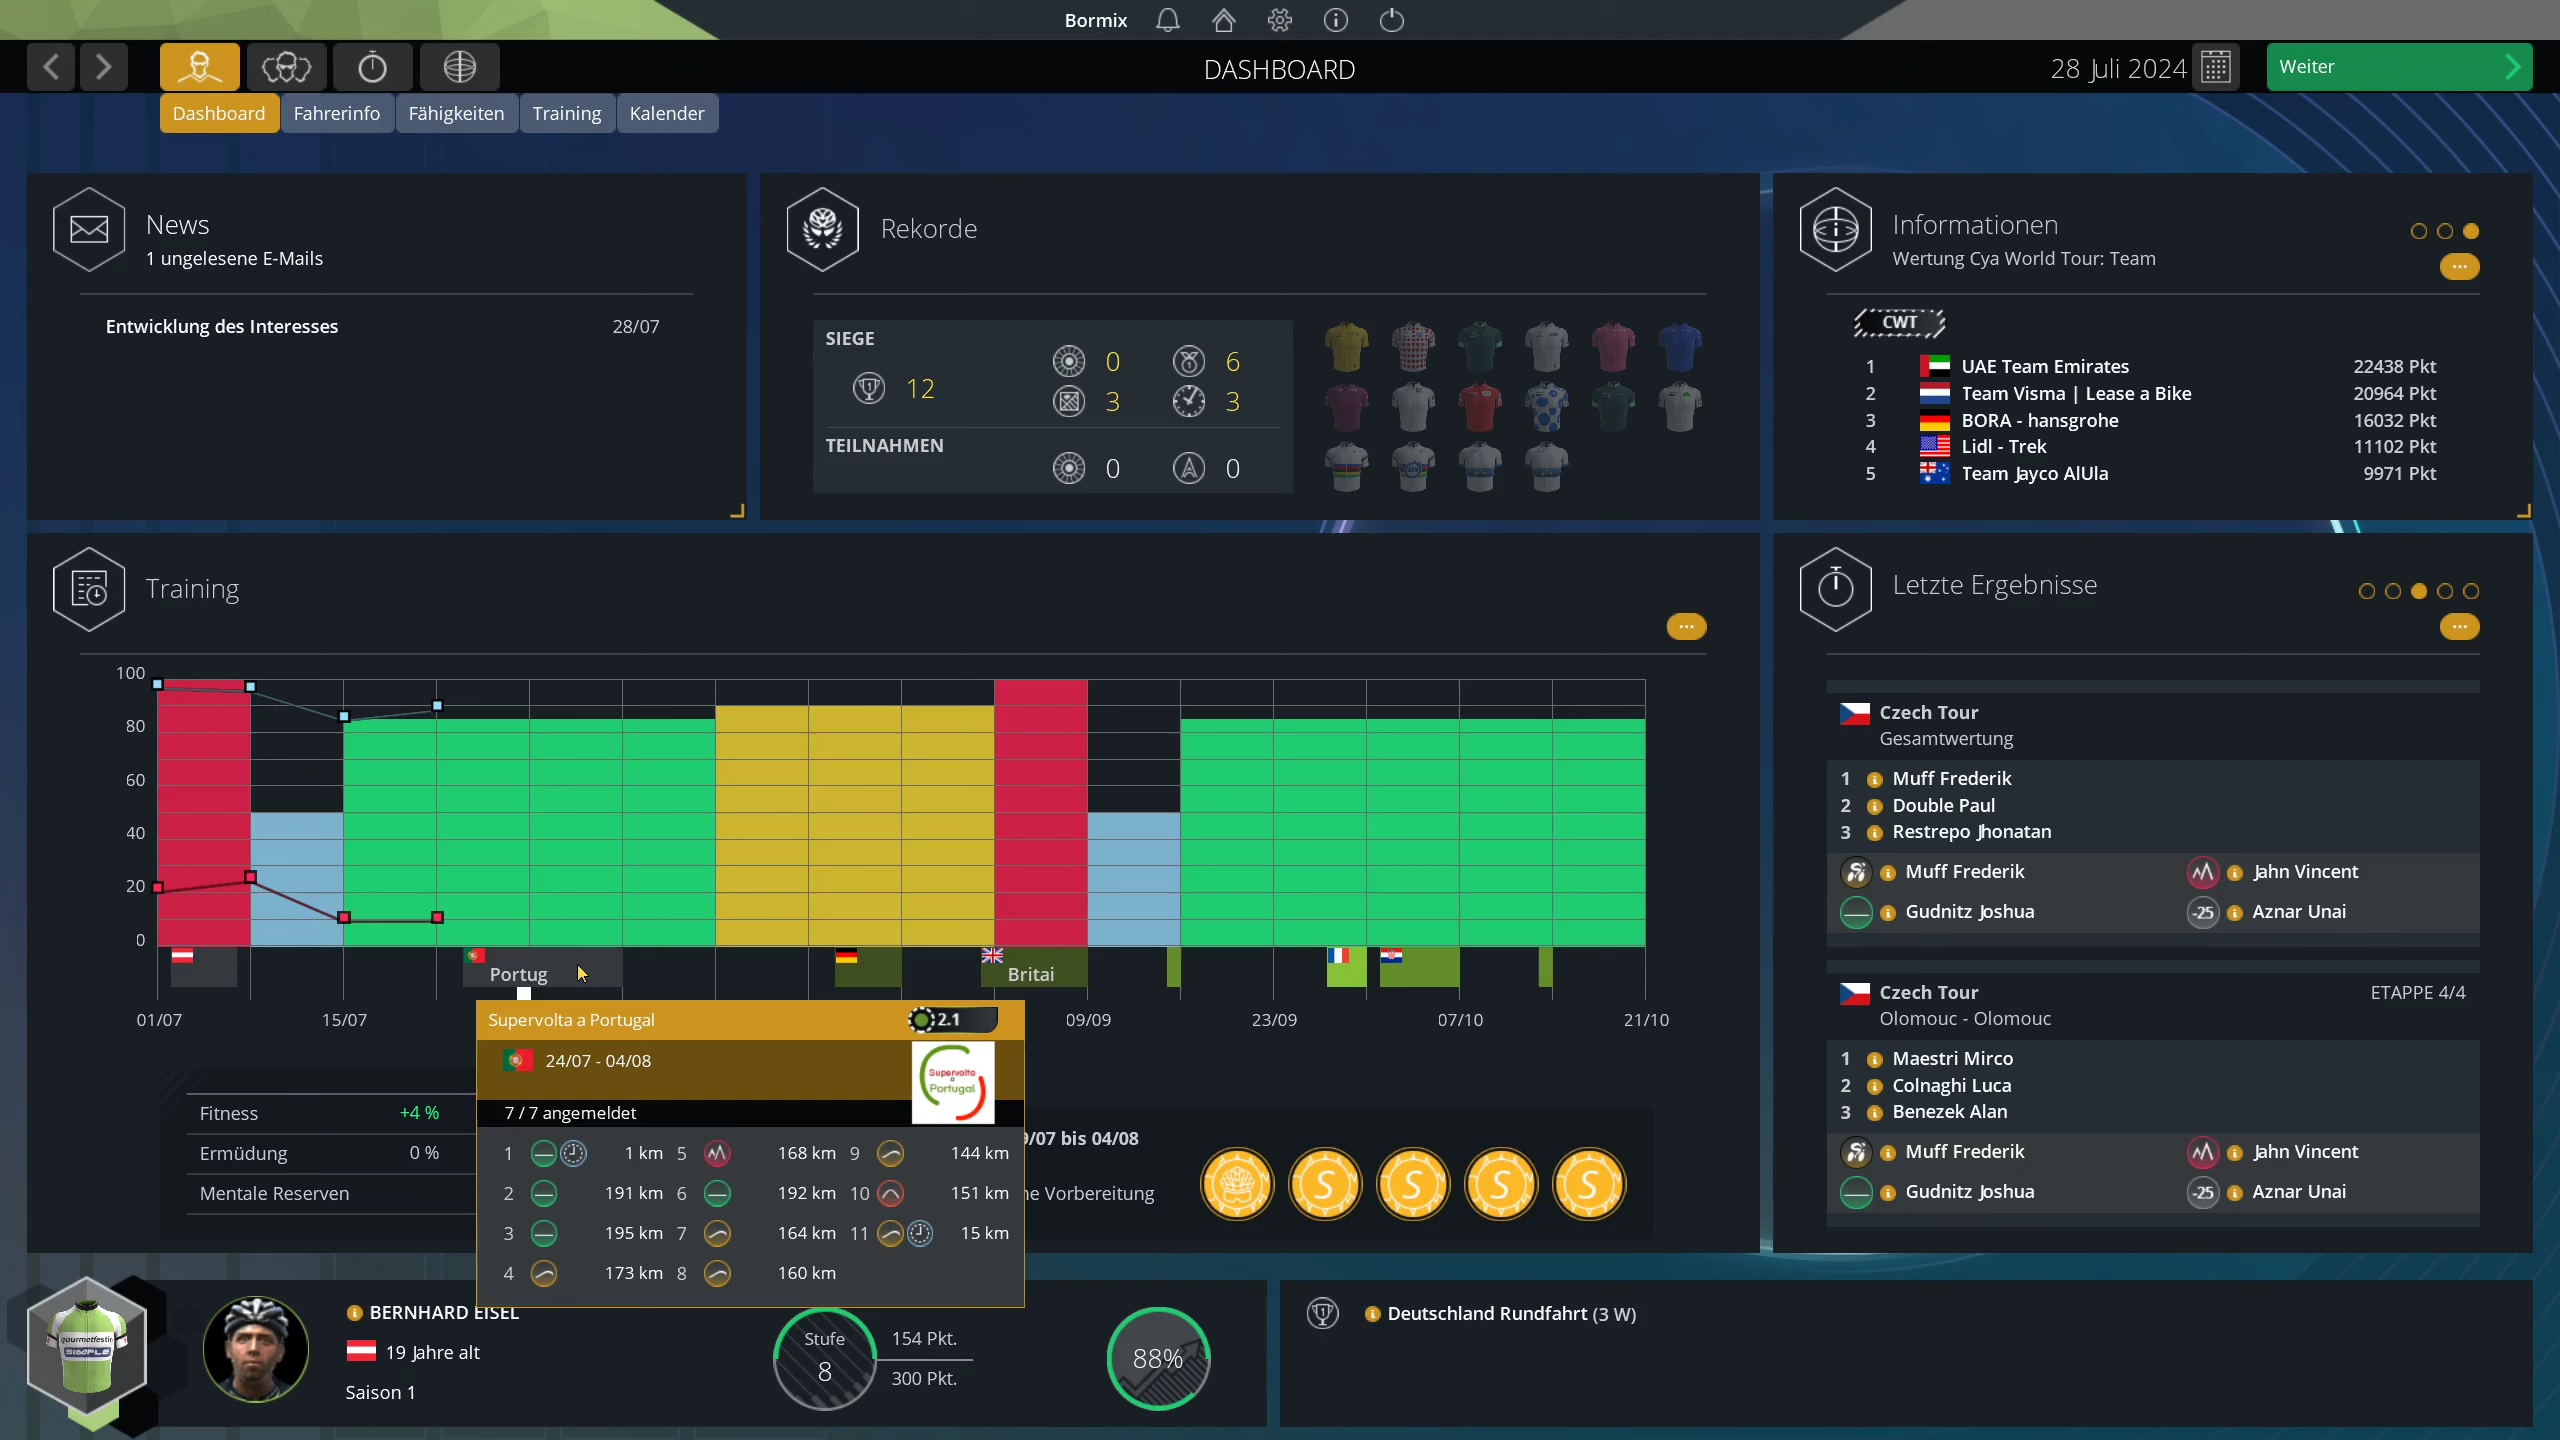 Bormix
DASHBOARD
28 Juli 2024
Weiter
Dashboard
Fahrerinfo
Fähigkeiten
Training
Kalender
News
1 ungelesene E-Mails
Entwicklung des Interesses 28/07
Rekorde
SIEGE
12
0 6
3 3
TEILNAHMEN
0 0
Informationen
Wertung Cya World Tour: Team
CWT
1 UAE Team Emirates 22438 Pkt
2 Team Visma | Lease a Bike 20964 Pkt
3 BORA - hansgrohe 16032 Pkt
4 Lidl - Trek 11102 Pkt
5 Team Jayco AlUla 9971 Pkt
Training
100
80
60
40
20
0
Portug
Britai
01/07 15/07 09/09 23/09 07/10 21/10
Supervolta a Portugal 2.1
24/07 - 04/08
Supervolta a Portugal
7 / 7 angemeldet
1 1 km 5 168 km 9 144 km
2 191 km 6 192 km 10 151 km
3 195 km 7 164 km 11 15 km
4 173 km 8 160 km
Fitness +4 %
Ermüdung 0 %
Mentale Reserven
/07 bis 04/08
ne Vorbereitung
S S S S
Letzte Ergebnisse
Czech Tour
Gesamtwertung
1 Muff Frederik
2 Double Paul
3 Restrepo Jhonatan
Muff Frederik Jahn Vincent
Gudnitz Joshua -25 Aznar Unai
Czech Tour ETAPPE 4/4
Olomouc - Olomouc
1 Maestri Mirco
2 Colnaghi Luca
3 Benezek Alan
Muff Frederik Jahn Vincent
Gudnitz Joshua -25 Aznar Unai
gourmetfestin
SIMPLE
BERNHARD EISEL
19 Jahre alt
Saison 1
Stufe
8
154 Pkt.
300 Pkt.
88%
Deutschland Rundfahrt (3 W)